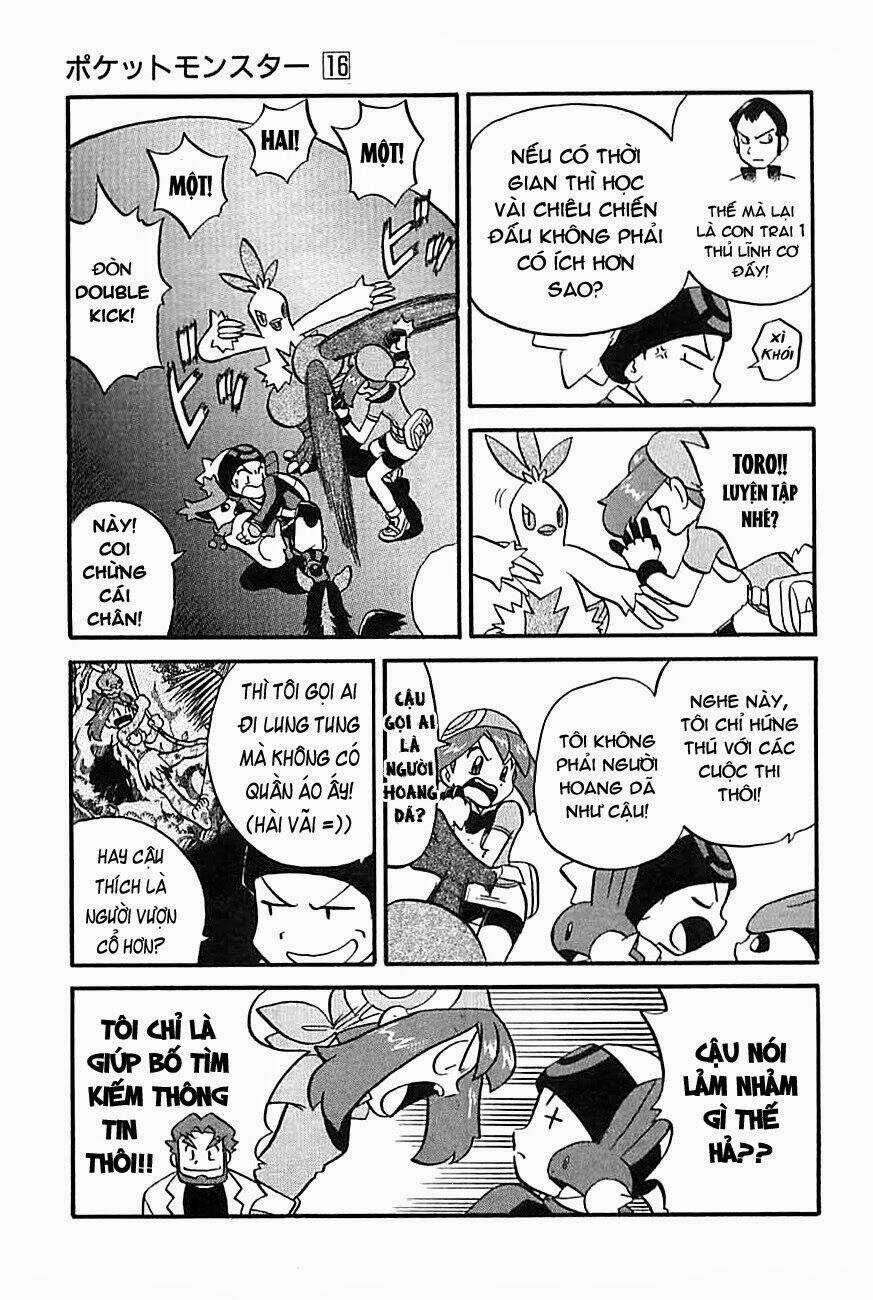 ポケットモンスター 16
NẾU CÓ THỜI
GIAN THÌ HỌC
VÀI CHIÊU CHIẾN
ĐẤU KHÔNG PHẢI
CÓ ÍCH HƠN
SAO?
THẾ MÀ LẠI
LÀ CON TRAI 1
THỦ LĨNH CƠ
ĐẤY!
XÌ
KHÓI
TORO!!
LUYỆN TẬP
NHÉ?
MỘT!
HAI!
MỘT!
ビビ
ĐÒN
DOUBLE
KICK!
ビビ
NÀY!
COI
CHỪNG
CÁI
CHÂN!
NGHE NÀY,
TÔI CHỈ HỨNG
THÚ VỚI CÁC
CUỘC THI
THÔI!
TÔI KHÔNG
PHẢI NGƯỜI
HOANG DÃ
NHƯ CẬU!
CẬU
GỌI AI
LÀ
NGƯỜI
HOANG
DÃ?
THÌ TÔI GỌI AI
ĐI LUNG TUNG
MÀ KHÔNG CÓ
QUẦN ÁO ẤY!
(HÀI VÃI =))
HAY CẬU
THÍCH LÀ
NGƯỜI VƯỢN
CỔ HƠN?
CẬU NÓI
LẢM NHẢM
GÌ THẾ
HẢ??
TÔI CHỈ LÀ
GIÚP BỐ TÌM
KIẾM THÔNG
TIN
THÔI!!